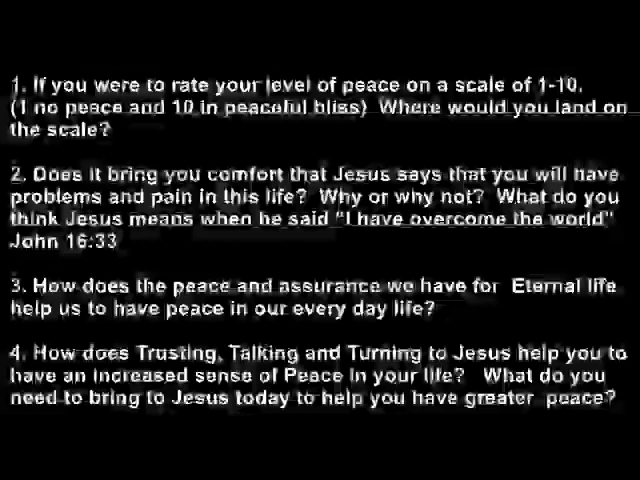 1. If you were to rate your level of peace on a scale of 1-10.
(1 no peace and 10 in peaceful bliss)  Where would you land on
the scale?
2. Does it bring you comfort that Jesus says that you will have
problems and pain in this life?  Why or why not?  What do you
think Jesus means when he said "I have overcome the world"
John 16:33
3. How does the peace and assurance we have for  Eternal life
help us to have peace in our every day life?
4. How does Trusting, Talking and Turning to Jesus help you to
have an increased sense of Peace in your life?   What do you
need to bring to Jesus today to help you have greater  peace?